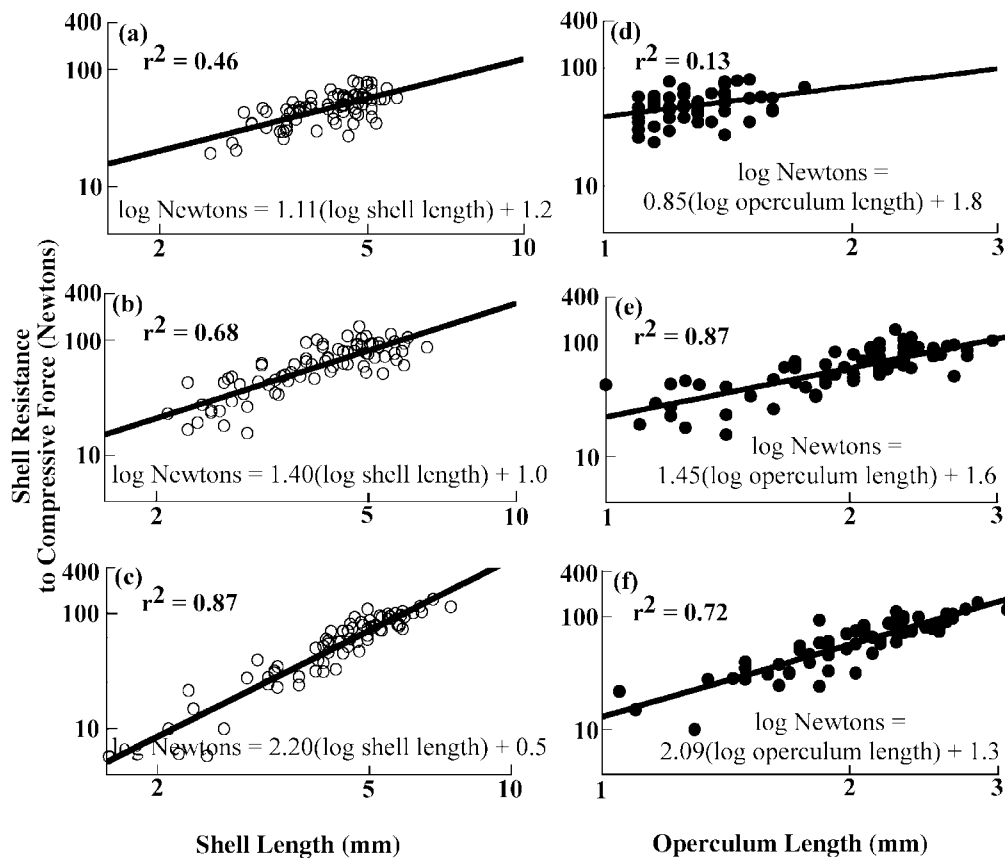 Shell Resistance
to Compressive Force (Newtons)
(a)
r² = 0.46
400
100
10
log Newtons = 1.11(log shell length) + 1.2
2
5
10
(d)
r² = 0.13
400
100
10
log Newtons =
0.85(log operculum length) + 1.8
1
2
3
(b)
r² = 0.68
400
100
10
log Newtons = 1.40(log shell length) + 1.0
2
5
10
(e)
r² = 0.87
400
100
10
log Newtons =
1.45(log operculum length) + 1.6
1
2
3
(c)
r² = 0.87
400
100
10
log Newtons = 2.20(log shell length) + 0.5
2
5
10
(f)
r² = 0.72
400
100
10
log Newtons =
2.09(log operculum length) + 1.3
1
2
3
Shell Length (mm)
Operculum Length (mm)